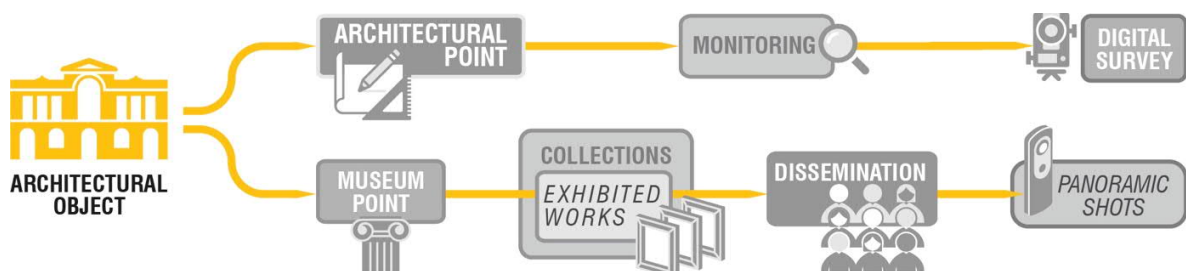 ARCHITECTURAL
OBJECT
ARCHITECTURAL
POINT
MONITORING
DIGITAL
SURVEY
MUSEUM
POINT
COLLECTIONS
EXHIBITED
WORKS
DISSEMINATION
PANORAMIC
SHOTS